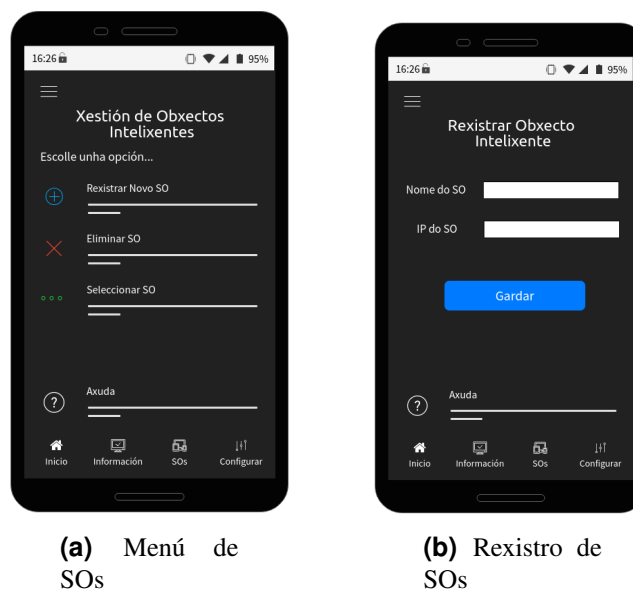 16:26 95%
Xestión de Obxectos
Intelixentes
Escolle unha opción...
Rexistrar Novo SO
Eliminar SO
Seleccionar SO
Axuda
?
Inicio Información SOs Configurar
(a) Menú de
SOs
16:26 95%
Rexistrar Obxecto
Intelixente
Nome do SO
IP do SO
Gardar
Axuda
?
Inicio Información SOs Configurar
(b) Rexistro de
SOs